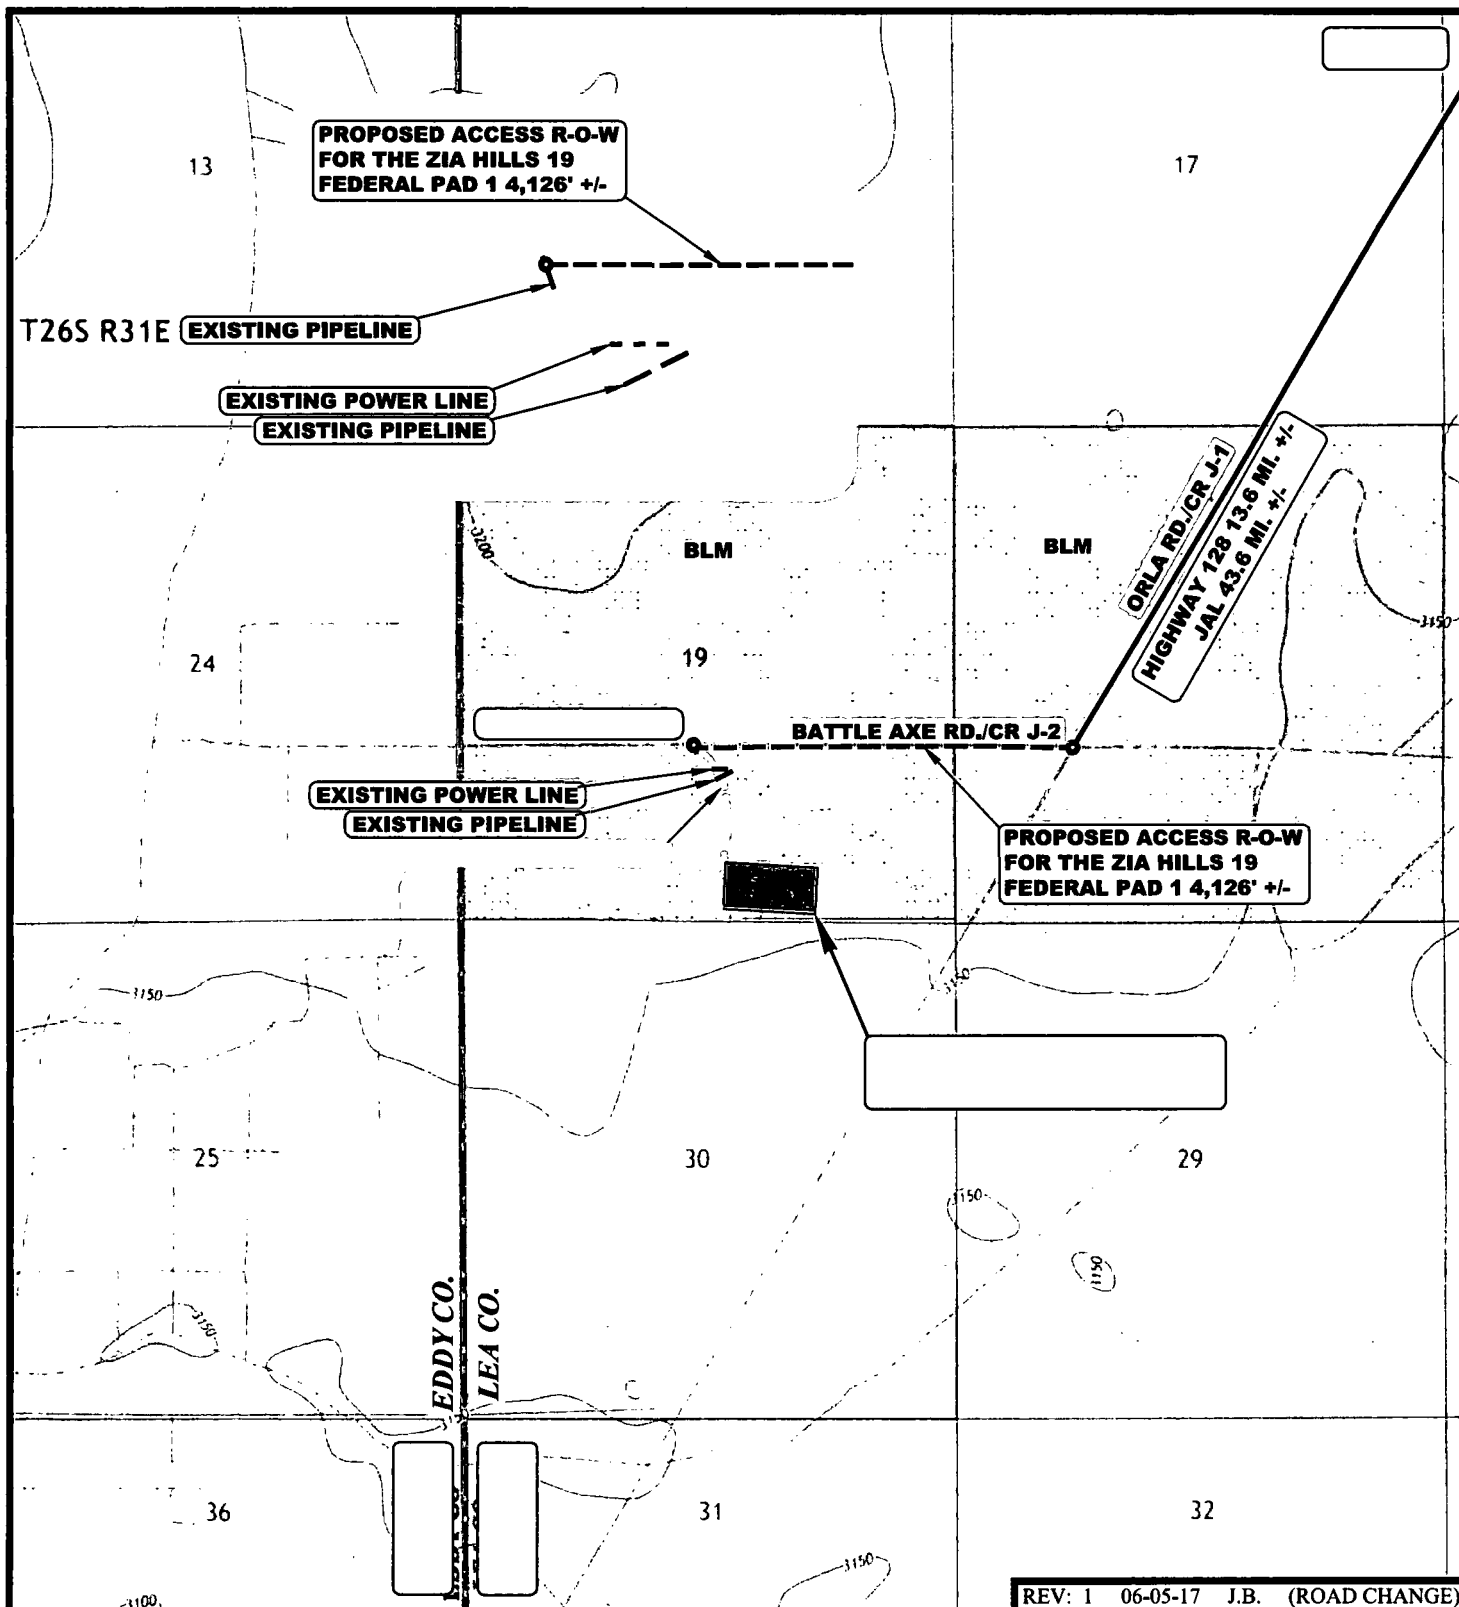 PROPOSED ACCESS R-O-W
FOR THE ZIA HILLS 19
FEDERAL PAD 1 4,126' +/-
13
17
T26S R31E
EXISTING PIPELINE
EXISTING POWER LINE
EXISTING PIPELINE
ORLA RD./CR J-1
HIGHWAY 128 13.6 MI. +/-
JAL 43.6 MI. +/-
3200
BLM
BLM
3150
24
19
BATTLE AXE RD./CR J-2
EXISTING POWER LINE
EXISTING PIPELINE
PROPOSED ACCESS R-O-W
FOR THE ZIA HILLS 19
FEDERAL PAD 1 4,126' +/-
3150
3150
25
30
29
3150
3150
3150
EDDY CO.
LEA CO.
36
31
32
3150
3100
REV: 1 06-05-17 J.B. (ROAD CHANGE)